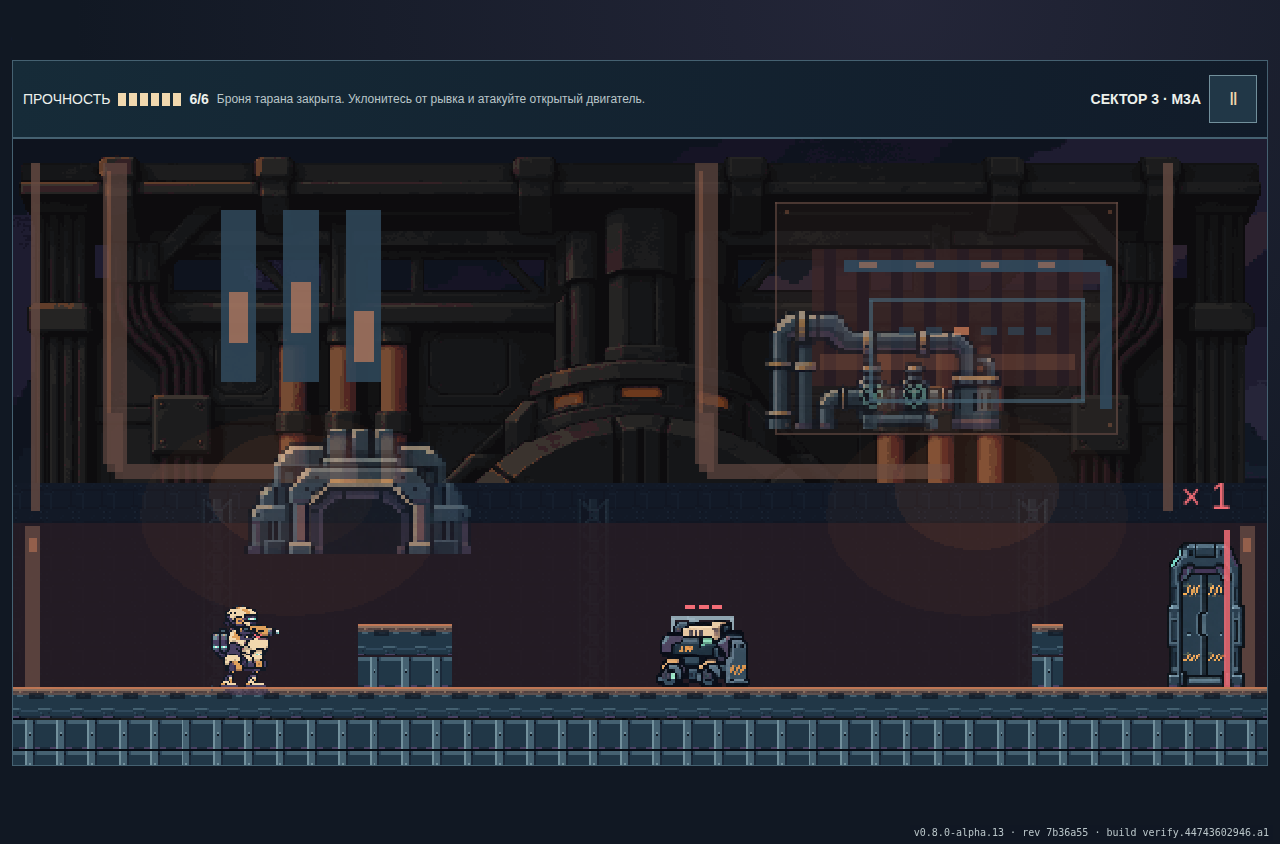 ПРОЧНОСТЬ 6/6 Броня тарана закрыта. Уклонитесь от рывка и атакуйте открытый двигатель. СЕКТОР 3 · МЗА II
× 1
v0.8.0-alpha.13 · rev 7b36a55 · build verify.44743602946.a1